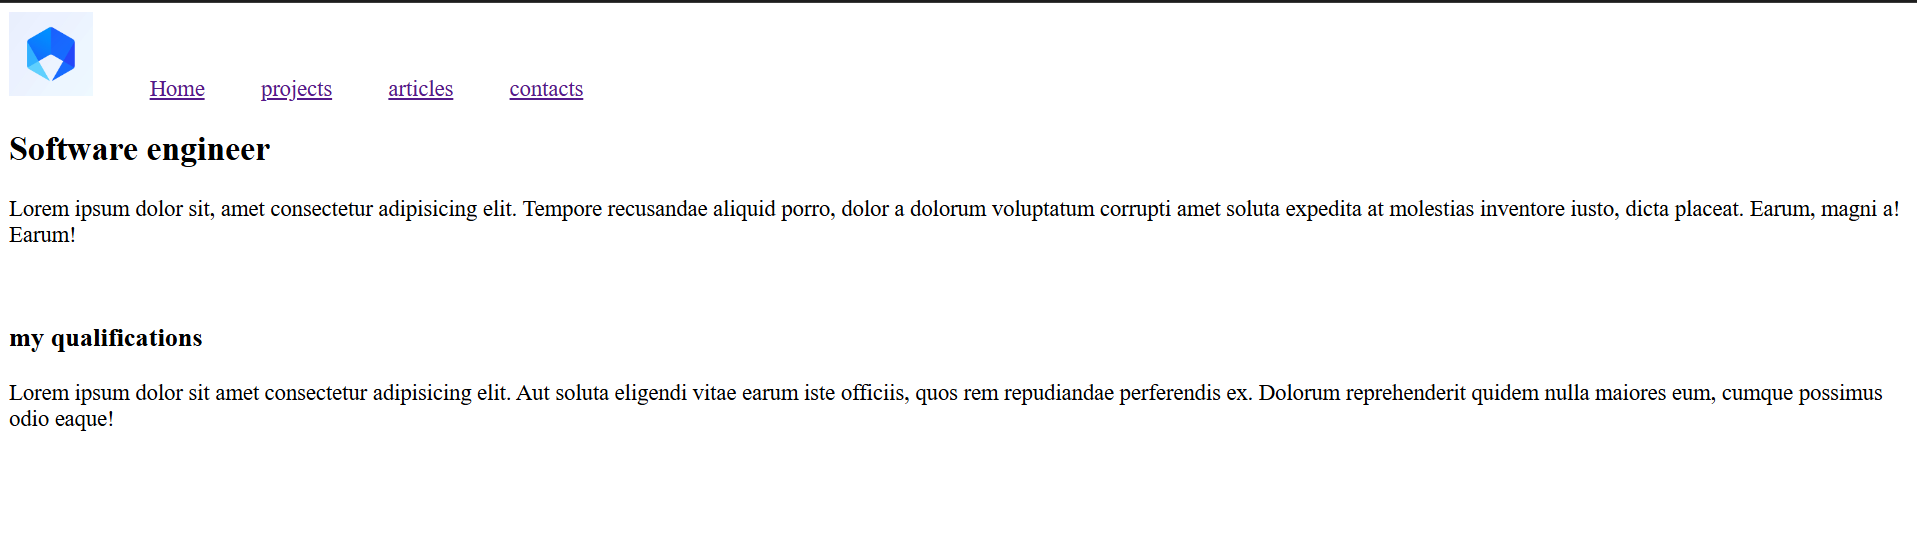 Home projects articles contacts
Software engineer
Lorem ipsum dolor sit, amet consectetur adipisicing elit. Tempore recusandae aliquid porro, dolor a dolorum voluptatum corrupti amet soluta expedita at molestias inventore iusto, dicta placeat. Earum, magni a!
Earum!
my qualifications
Lorem ipsum dolor sit amet consectetur adipisicing elit. Aut soluta eligendi vitae earum iste officiis, quos rem repudiandae perferendis ex. Dolorum reprehenderit quidem nulla maiores eum, cumque possimus
odio eaque!